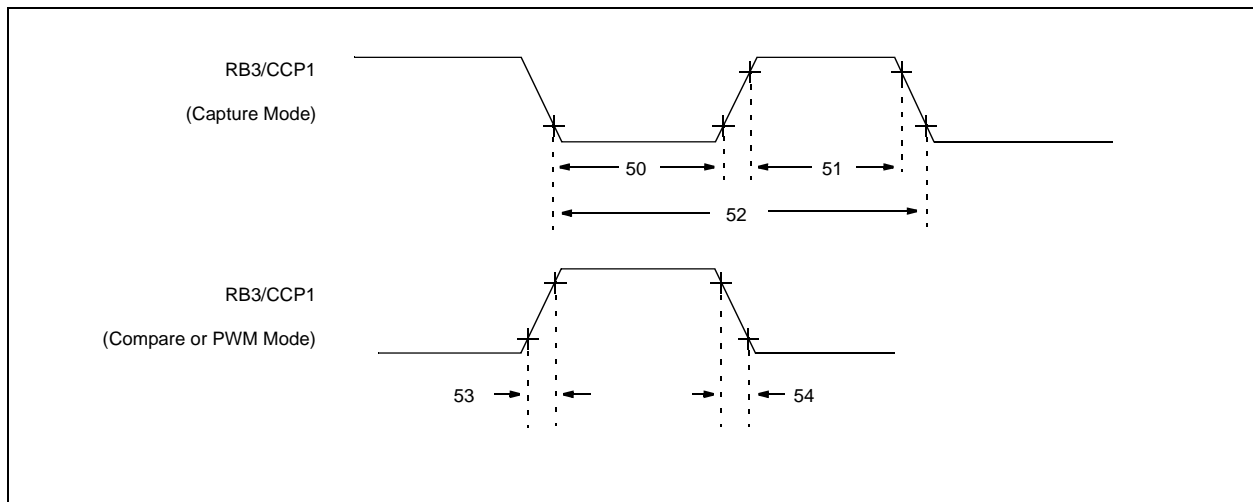 RB3/CCP1
(Capture Mode)
50
51
52
RB3/CCP1
(Compare or PWM Mode)
53
54